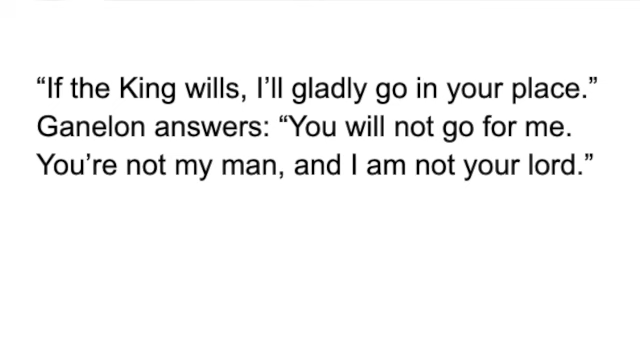 “If the King wills, I’ll gladly go in your place.”
Ganelon answers: “You will not go for me.
You’re not my man, and I am not your lord.”